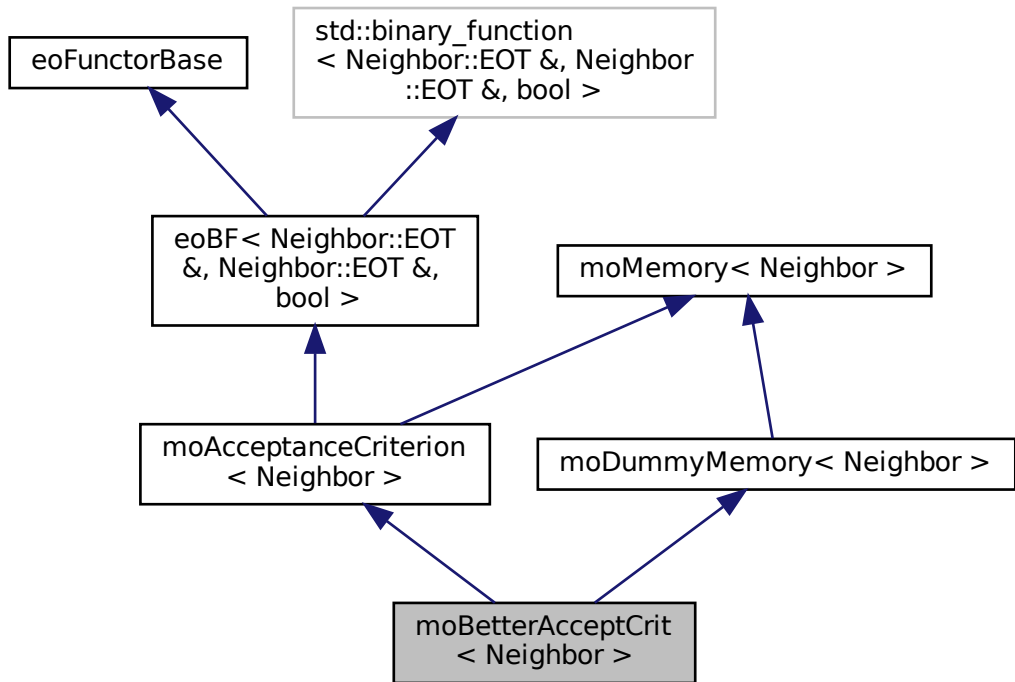 eoFunctorBase
std::binary_function
< Neighbor::EOT &, Neighbor
::EOT &, bool >
eoBF< Neighbor::EOT
&, Neighbor::EOT &,
bool >
moMemory< Neighbor >
moAcceptanceCriterion
< Neighbor >
moDummyMemory< Neighbor >
moBetterAcceptCrit
< Neighbor >